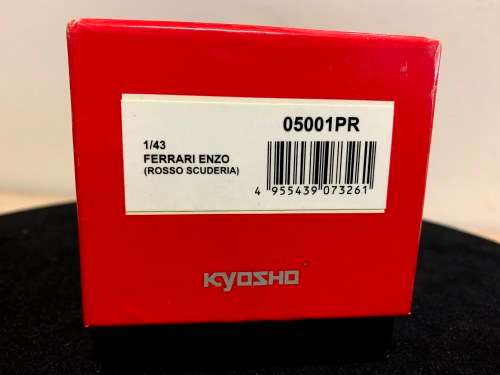 05001PR
1/43
FERRARI ENZO
(ROSSO SCUDERIA)
4 955439 073261
KYOSHO